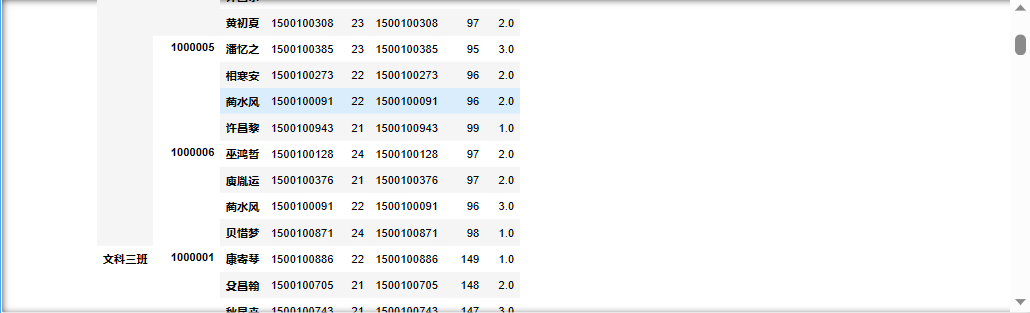 黄初夏 1500100308 23 1500100308 97 2.0
1000005 潘忆之 1500100385 23 1500100385 95 3.0
相寒安 1500100273 22 1500100273 96 2.0
蔺水风 1500100091 22 1500100091 96 2.0
许昌黎 1500100943 21 1500100943 99 1.0
1000006 巫鸿哲 1500100128 24 1500100128 97 2.0
庾胤运 1500100376 21 1500100376 97 2.0
蔺水风 1500100091 22 1500100091 96 3.0
贝惜梦 1500100871 24 1500100871 98 1.0
文科三班 1000001 康寄琴 1500100886 22 1500100886 149 1.0
殳昌翰 1500100705 21 1500100705 148 2.0
1500100743 21 1500100743 147 3.0